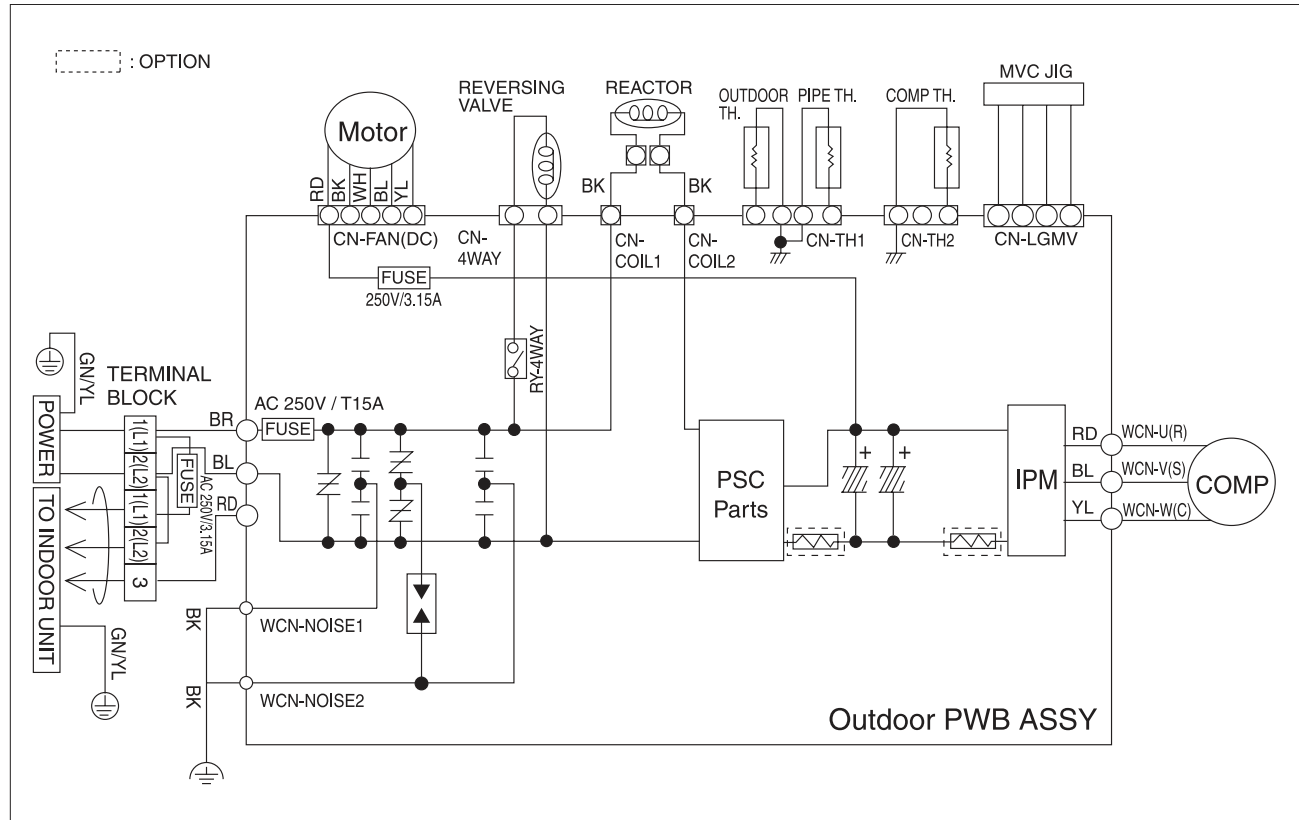 : OPTION
REVERSING
VALVE
REACTOR
OUTDOOR
TH.
PIPE TH.
COMP TH.
MVC JIG
Motor
RD
BK
WH
BL
YL
BK
BK
CN-FAN(DC)
CN-
4WAY
CN-
COIL1
CN-
COIL2
CN-TH1
CN-TH2
CN-LGMV
FUSE
250V/3.15A
RY-4WAY
GN/YL
TERMINAL
BLOCK
POWER
1(L1)
2(L2)
1(L1)
2(L2)
3
FUSE
AC 250V/3.15A
TO INDOOR UNIT
GN/YL
BR
BL
RD
AC 250V / T15A
FUSE
PSC
Parts
+
+
IPM
RD
BL
YL
WCN-U(R)
WCN-V(S)
WCN-W(C)
COMP
BK
WCN-NOISE1
BK
WCN-NOISE2
Outdoor PWB ASSY